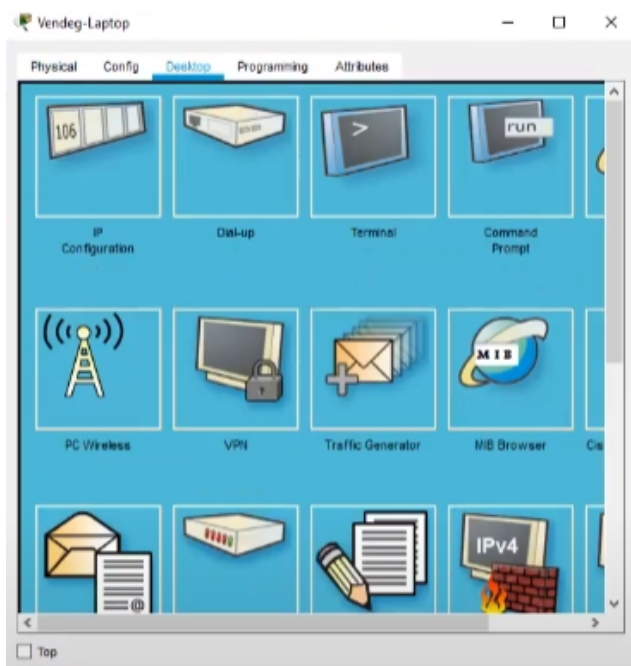 Vendeg-Laptop
Physical Config Desktop Programming Attributes
106
>
run
IP
Configuration
Dial-up
Terminal
Command
Prompt
MIB
PC Wireless
VPN
Traffic Generator
MIB Browser
Cis
@
IPv4
Top